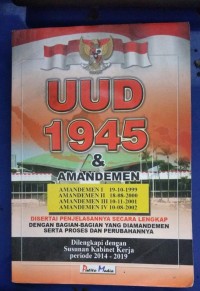 UUD
1945
&
AMANDEMEN
AMANDEMEN I 19-10-1999
AMANDEMEN II 18-08-2000
AMANDEMEN III 10-11-2001
AMANDEMEN IV 10-08-2002
DISERTAI PENJELASANNYA SECARA LENGKAP
DENGAN BAGIAN-BAGIAN YANG DIAMANDEMEN
SERTA PROSES DAN PERUBAHANNYA
Dilengkapi dengan
Susunan Kabinet Kerja
periode 2014 - 2019